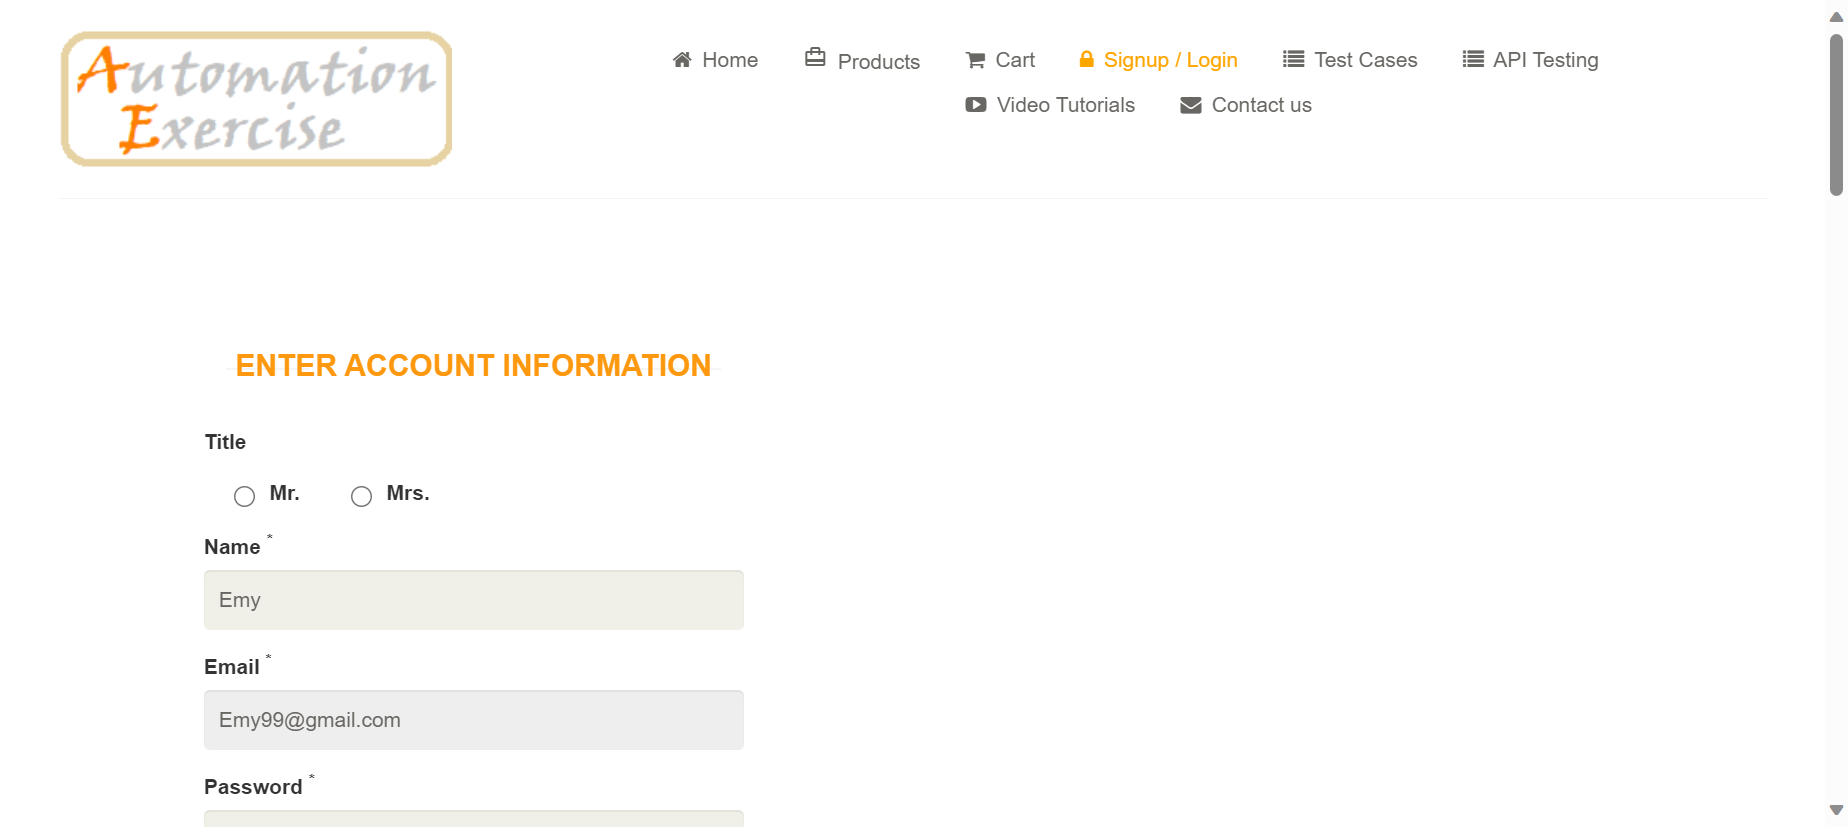 Automation
Exercise
Home Products Cart Signup / Login Test Cases API Testing
Video Tutorials Contact us
ENTER ACCOUNT INFORMATION
Title
Mr. Mrs.
Name *
Emy
Email *
Emy99@gmail.com
Password *